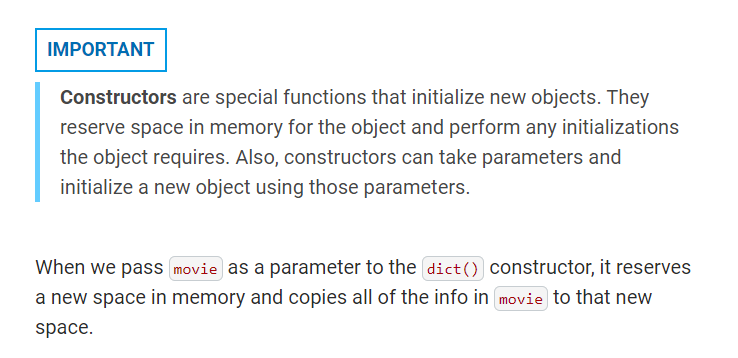 IMPORTANT
Constructors are special functions that initialize new objects. They
reserve space in memory for the object and perform any initializations
the object requires. Also, constructors can take parameters and
initialize a new object using those parameters.
When we pass movie as a parameter to the dict() constructor, it reserves
a new space in memory and copies all of the info in movie to that new
space.